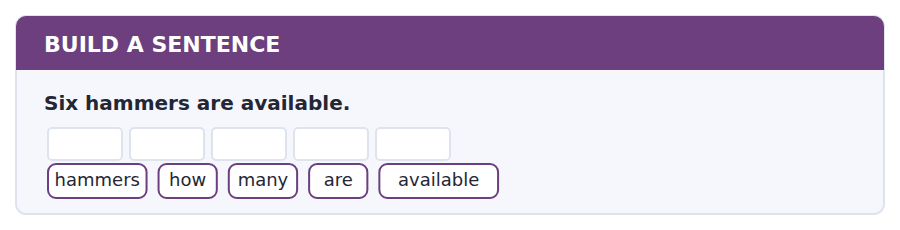 BUILD A SENTENCE
Six hammers are available.
hammers how many are available